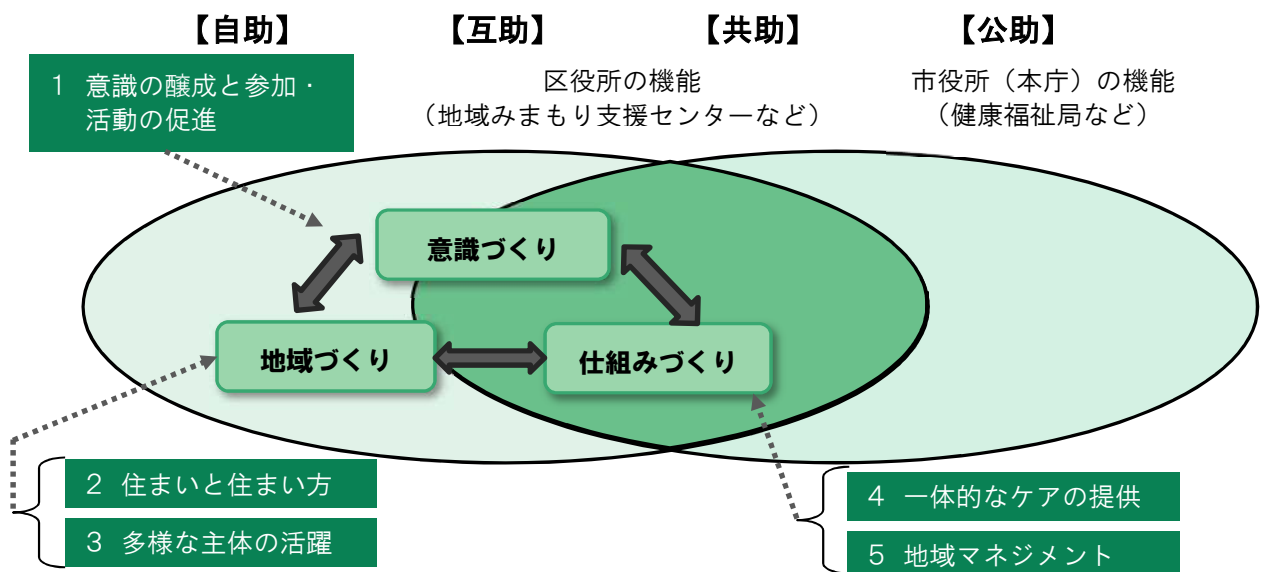 【自助】 【互助】 【共助】 【公助】
1 意識の醸成と参加・
活動の促進
区役所の機能
（地域みまもり支援センターなど）
市役所（本庁）の機能
（健康福祉局など）
意識づくり
地域づくり
仕組みづくり
2 住まいと住まい方
3 多様な主体の活躍
4 一体的なケアの提供
5 地域マネジメント